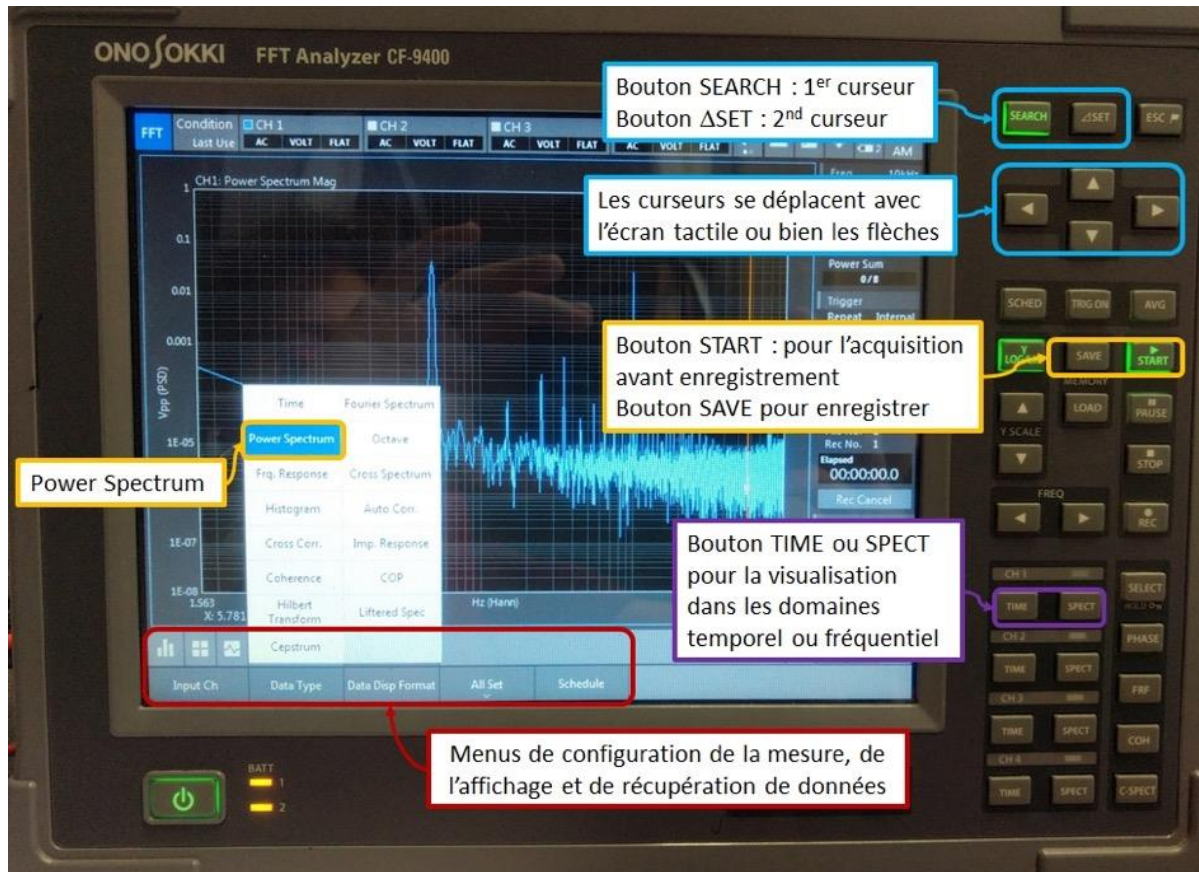 ONO SOKKI FFT Analyzer CF-9400
Bouton SEARCH : 1er curseur
Bouton ΔSET : 2nd curseur
SEARCH ⊿SET ESC
FFT Condition CH 1 CH 2 CH 3
Last Use AC VOLT FLAT AC VOLT FLAT AC VOLT FLAT AC VOLT FLAT AM
CH1: Power Spectrum Mag
Les curseurs se déplacent avec
l'écran tactile ou bien les flèches
1
0.1
0.01
0.001
1E-05
1E-07
1E-08
Vpp (PSD)
1.563
X: 5.781
Hz (Hann)
Power Sum
0/8
Trigger
Repeat Internal
SCHED TRIG ON AVG
Bouton START : pour l'acquisition
avant enregistrement
Bouton SAVE pour enregistrer
Y
SAVE START
MEMORY
LOAD PAUSE
Y SCALE
STOP
FREQ
REC
Rec No. 1
Elapsed
00:00:00.0
Rec Cancel
Power Spectrum
Time Fourier Spectrum
Power Spectrum Octave
Frq. Response Cross Spectrum
Histogram Auto Corr.
Cross Corr. Imp. Response
Coherence COP
Hilbert
Transform Liftered Spec
Cepstrum
Bouton TIME ou SPECT
pour la visualisation
dans les domaines
temporel ou fréquentiel
CH 1 SELECT
TIME SPECT
CH 2 PHASE
TIME SPECT
CH 3 FRF
TIME SPECT COH
CH 4
TIME SPECT C-SPECT
Input Ch Data Type Data Disp Format All Set Schedule
Menus de configuration de la mesure, de
l'affichage et de récupération de données
BATT
1
2